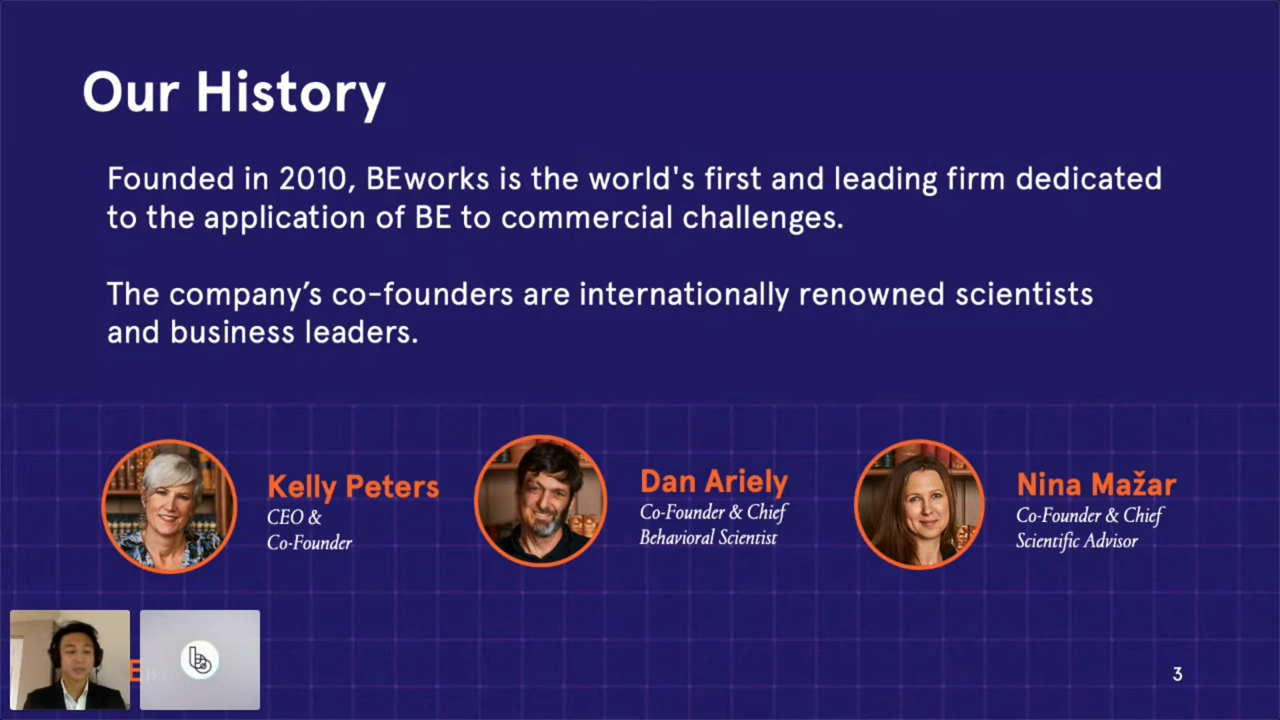 Our History
Founded in 2010, BEworks is the world's first and leading firm dedicated
to the application of BE to commercial challenges.
The company’s co-founders are internationally renowned scientists
and business leaders.
Kelly Peters
CEO &
Co-Founder
Dan Ariely
Co-Founder & Chief
Behavioral Scientist
Nina Mažar
Co-Founder & Chief
Scientific Advisor
3